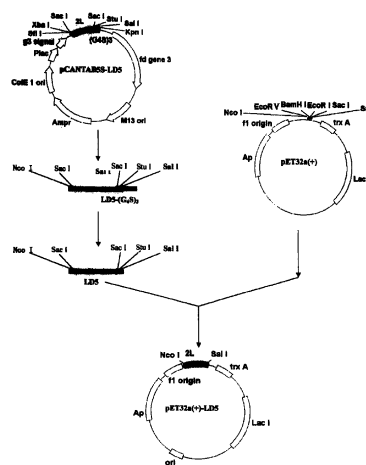 Sac I
2L
Sac I
Stu I
Xba I
Sal I
Sfi I
(G4S)3
Kpn I
g3 signal
Plac
fd gene 3
pCANTAB5S-LD5
ColE 1 ori
Ampr
M13 ori
EcoR V
BamH I
EcoR I
Sac I
Nco I
f1 origin
trx A
Ap
pET32a(+)
Lac
Nco I
Sac I
Sac I
Stu I
Sal I
LD5-(G₄S)₃
Nco I
Sac I
Sac I
Stu I
Sal I
LD5
Nco I
2L
Sal I
f1 origin
trx A
Ap
pET32a(+)-LD5
Lac I
ori